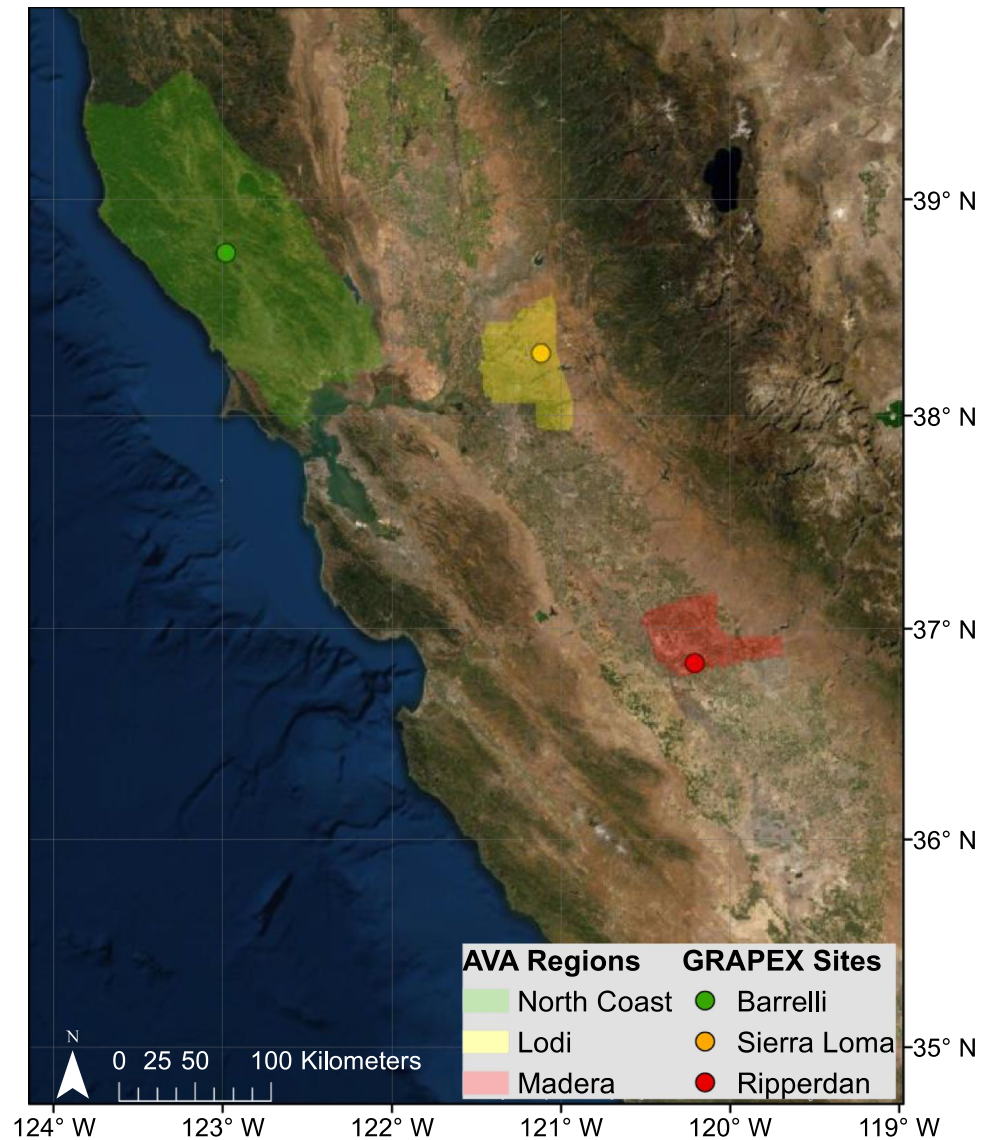 39° N
38° N
37° N
36° N
35° N
AVA Regions
North Coast
Lodi
Madera
GRAPEX Sites
Barrelli
Sierra Loma
Ripperdan
N
0 25 50 100 Kilometers
124° W 123° W 122° W 121° W 120° W 119° W